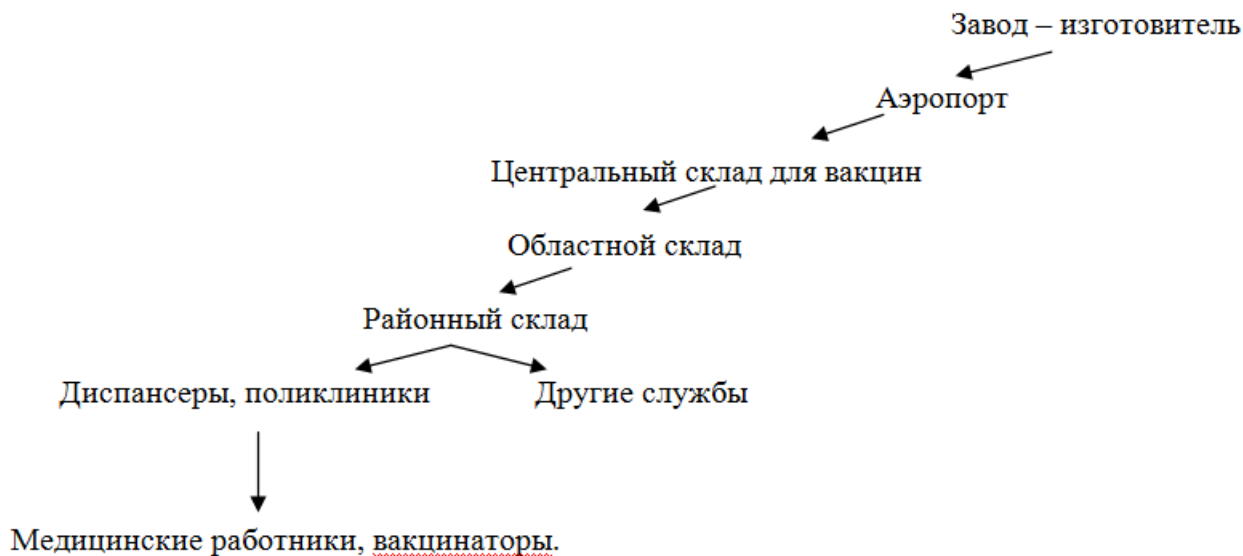 Завод – изготовитель
Аэропорт
Центральный склад для вакцин
Областной склад
Районный склад
Диспансеры, поликлиники
Другие службы
Медицинские работники, вакцинаторы.